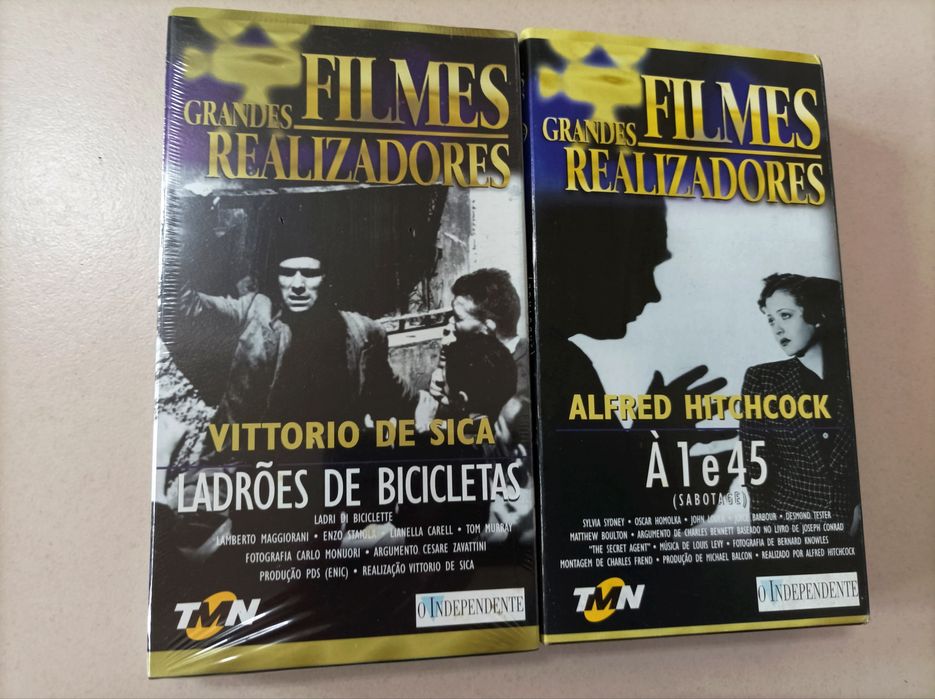 FILMES
GRANDES
REALIZADORES
VITTORIO DE SICA
LADRÕES DE BICICLETAS
LADRI DI BICICLETTE
LAMBERTO MAGGIORANI • ENZO STAIOLA • LIANELLA CARELL • TOM MURRAY
FOTOGRAFIA CARLO MONUORI • ARGUMENTO CESARE ZAVATTINI
PRODUÇÃO PDS (ENIC) • REALIZAÇÃO VITTORIO DE SICA
TMN
O INDEPENDENTE
FILMES
GRANDES
REALIZADORES
ALFRED HITCHCOCK
À 1 e 45
(SABOTAGE)
SYLVIA SYDNEY • OSCAR HOMOLKA • JOHN LODER • JOYCE BARBOUR • DESMOND TESTER
MATTHEW BOULTON • ARGUMENTO DE CHARLES BENNETT BASEADO NO LIVRO DE JOSEPH CONRAD
"THE SECRET AGENT" • MÚSICA DE LOUIS LEVY • FOTOGRAFIA DE BERNARD KNOWLES
MONTAGEM DE CHARLES FREND • PRODUÇÃO DE MICHAEL BALCON • REALIZADO POR ALFRED HITCHCOCK
TMN
O INDEPENDENTE